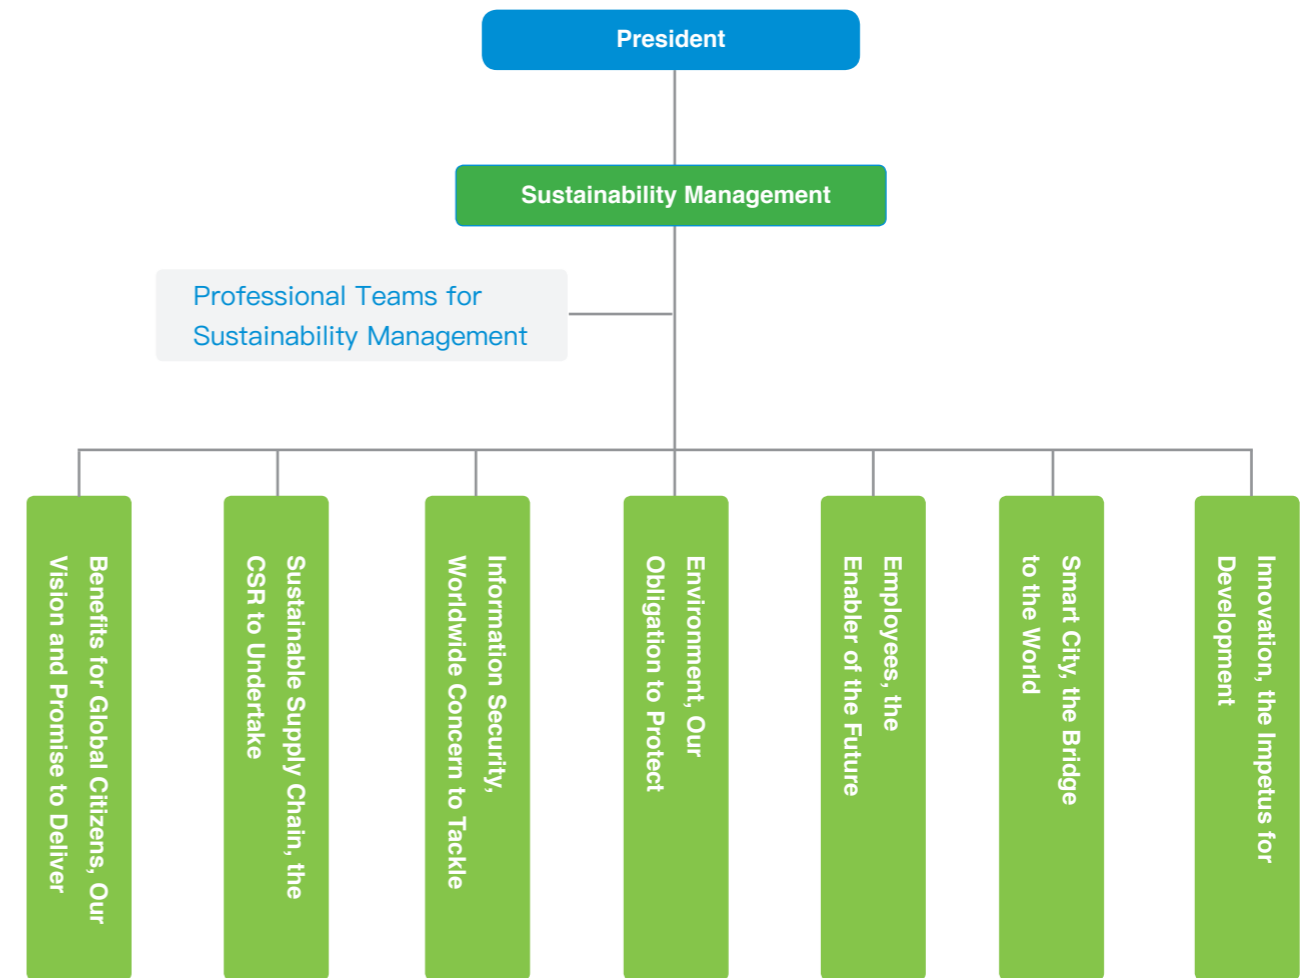 President
Sustainability Management
Professional Teams for
Sustainability Management
Benefits for Global Citizens, Our
Vision and Promise to Deliver
Sustainable Supply Chain, the
CSR to Undertake
Information Security,
Worldwide Concern to Tackle
Environment, Our
Obligation to Protect
Employees, the
Enabler of the Future
Smart City, the Bridge
to the World
Innovation, the Impetus for
Development